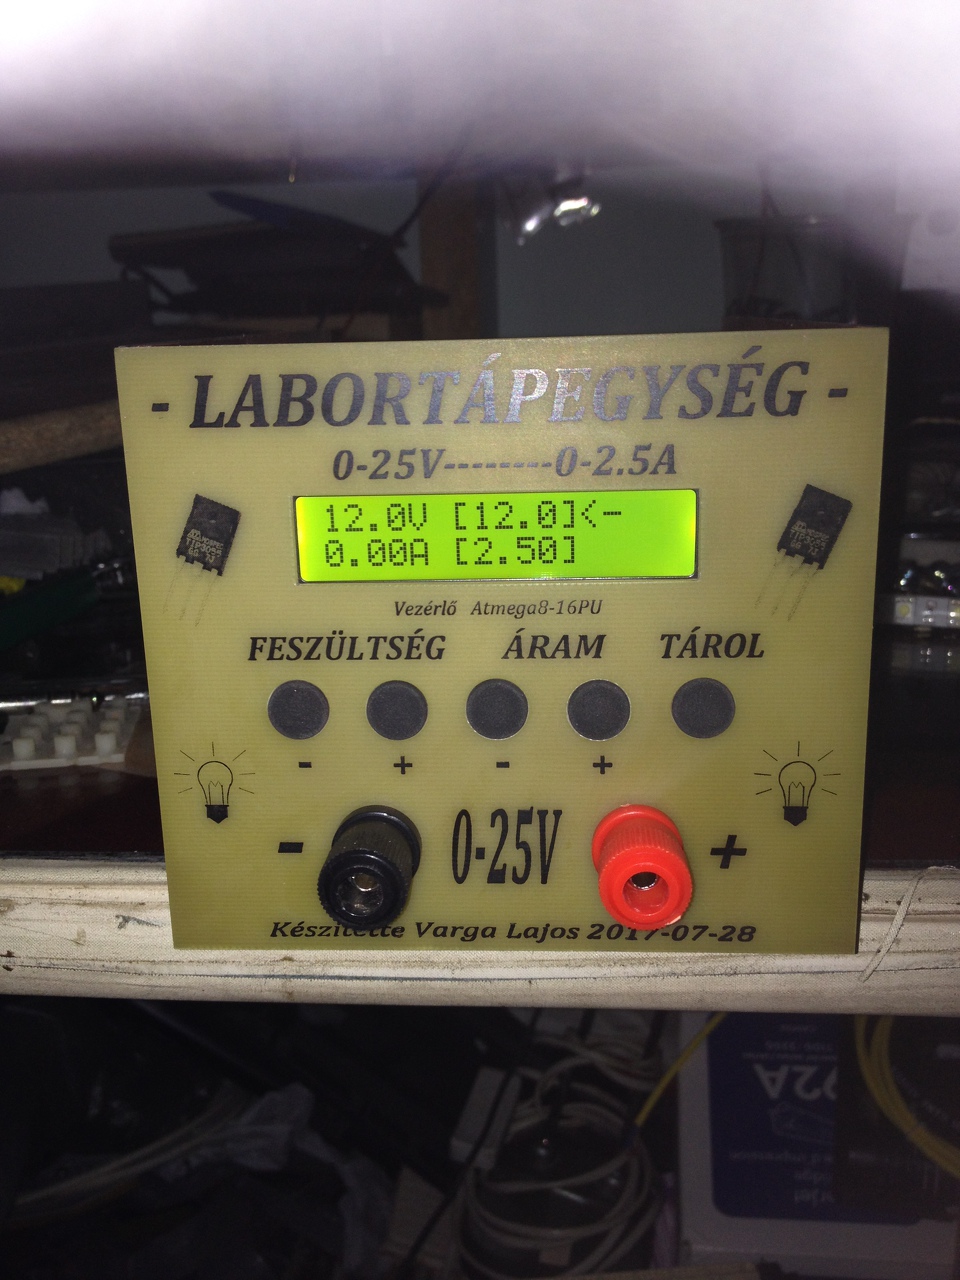 - LABORTÁPEGYSÉG -
0-25V--------0-2.5A
12.0V [12.0]<-
0.00A [2.50]
Vezérlő Atmega8-16PU
FESZÜLTSÉG ÁRAM TÁROL
- + - +
- 0-25V +
Készítette Varga Lajos 2017-07-28
92A